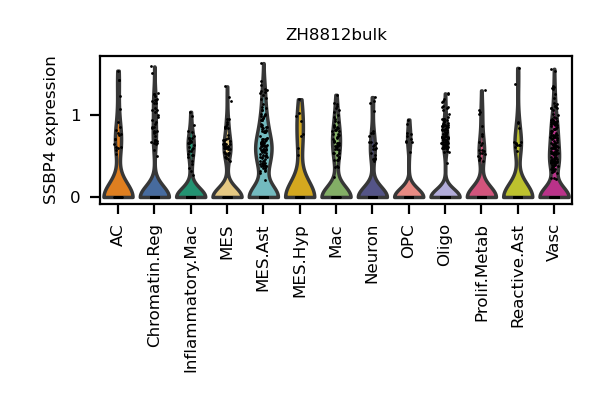 ZH8812bulk
SSBP4 expression
1
0
AC
Chromatin.Reg
Inflammatory.Mac
MES
MES.Ast
MES.Hyp
Mac
Neuron
OPC
Oligo
Prolif.Metab
Reactive.Ast
Vasc